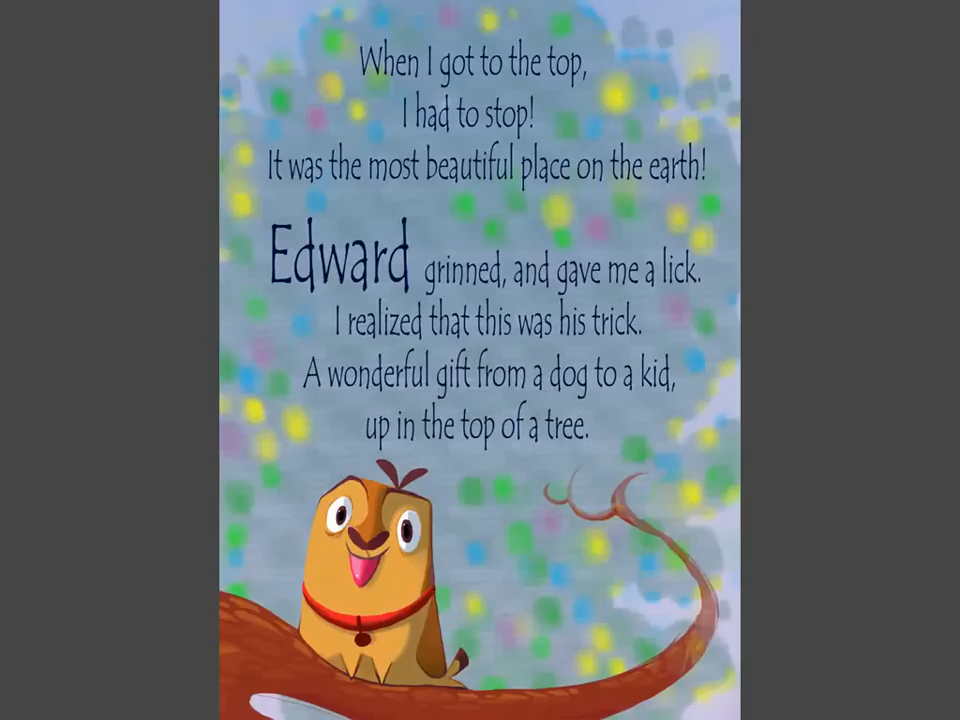 When I got to the top,
I had to stop!
It was the most beautiful place on the earth!
Edward grinned, and gave me a lick.
I realized that this was his trick.
A wonderful gift from a dog to a kid,
up in the top of a tree.